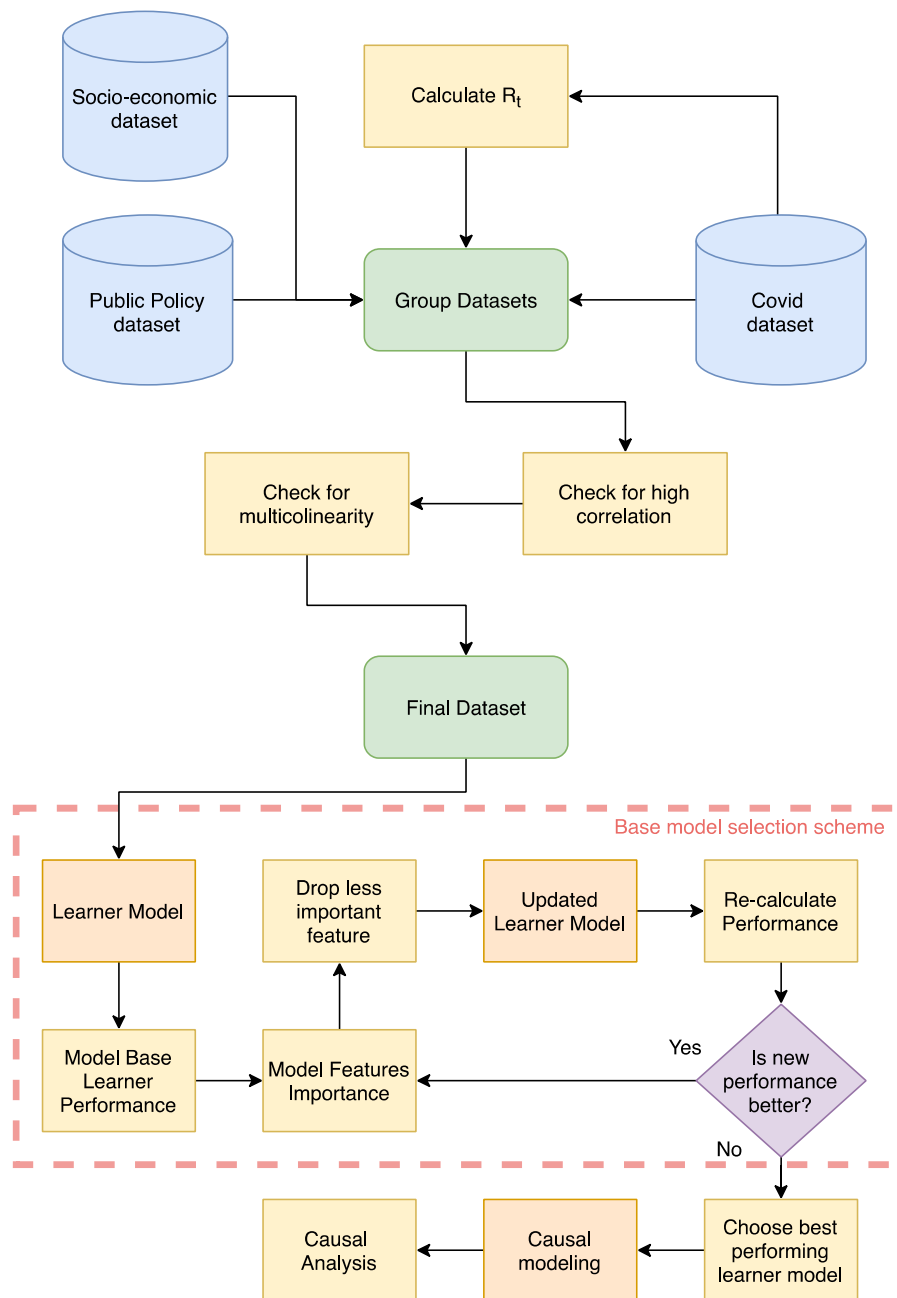 Socio-economic
dataset
Calculate Rₜ
Public Policy
dataset
Group Datasets
Covid
dataset
Check for
multicolinearity
Check for high
correlation
Final Dataset
Base model selection scheme
Learner Model
Drop less
important
feature
Updated
Learner Model
Re-calculate
Performance
Model Base
Learner
Performance
Model Features
Importance
Yes
Is new
performance
better?
No
Causal
Analysis
Causal
modeling
Choose best
performing
learner model